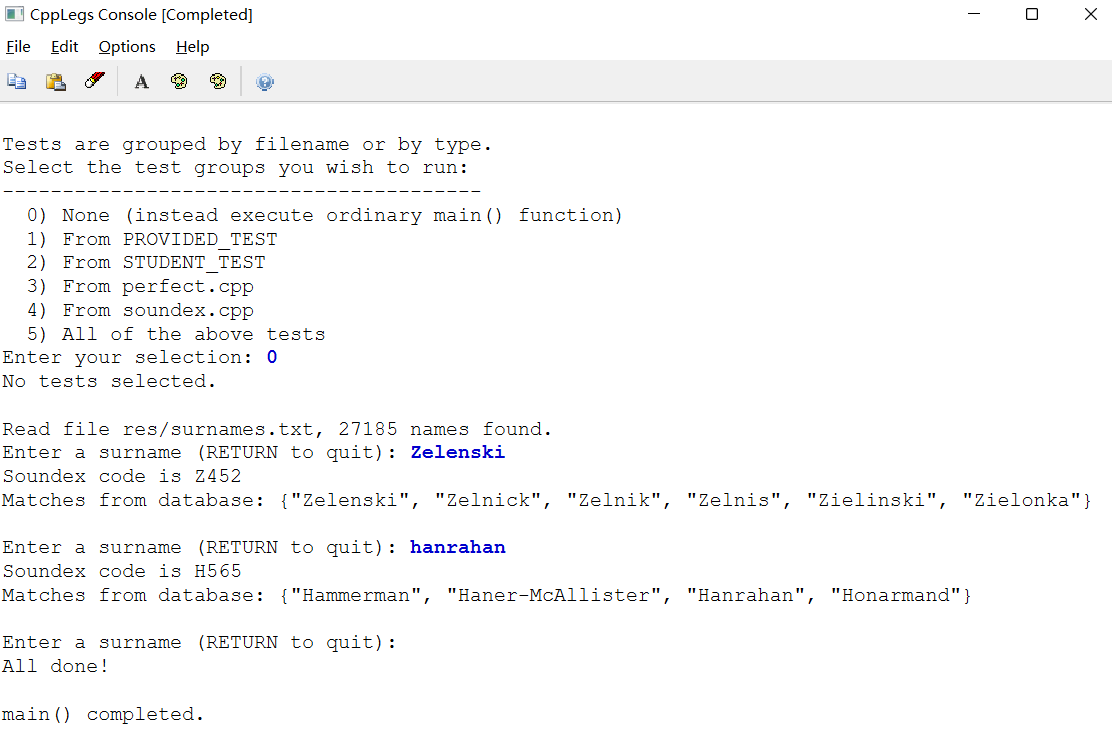 CppLegs Console [Completed]
File Edit Options Help
Tests are grouped by filename or by type.
Select the test groups you wish to run:
----------------------------------------
0) None (instead execute ordinary main() function)
1) From PROVIDED_TEST
2) From STUDENT_TEST
3) From perfect.cpp
4) From soundex.cpp
5) All of the above tests
Enter your selection: 0
No tests selected.
Read file res/surnames.txt, 27185 names found.
Enter a surname (RETURN to quit): Zelenski
Soundex code is Z452
Matches from database: {"Zelenski", "Zelnick", "Zelnik", "Zelnis", "Zielinski", "Zielonka"}
Enter a surname (RETURN to quit): hanrahan
Soundex code is H565
Matches from database: {"Hammerman", "Haner-McAllister", "Hanrahan", "Honarmand"}
Enter a surname (RETURN to quit):
All done!
main() completed.